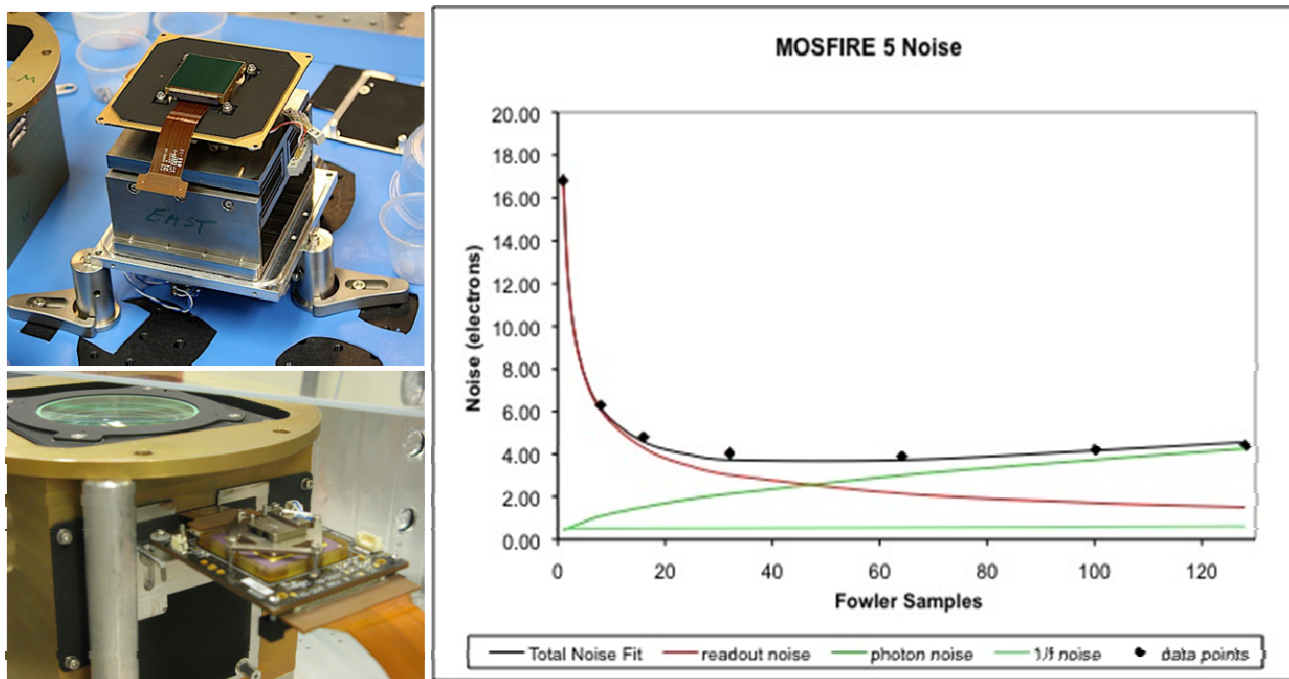 EAST
MOSFIRE 5 Noise
20.00
18.00
16.00
14.00
12.00
10.00
8.00
6.00
4.00
2.00
0.00
Noise (electrons)
0 20 40 60 80 100 120
Fowler Samples
Total Noise Fit readout noise photon noise 1/f noise data points